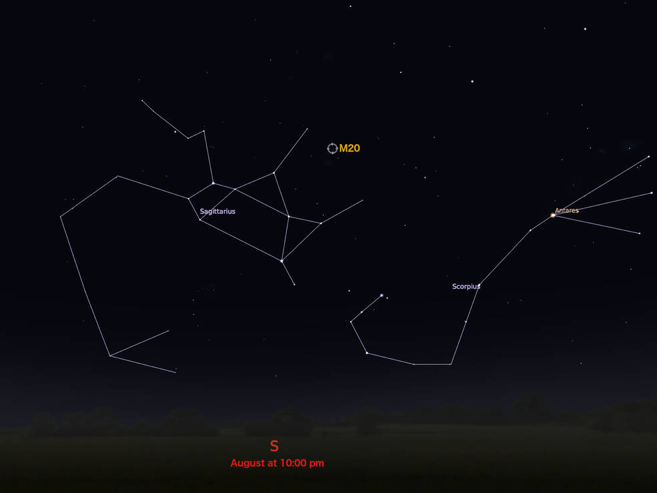 M20
Sagittarius
Antares
Scorpius
S
August at 10:00 pm